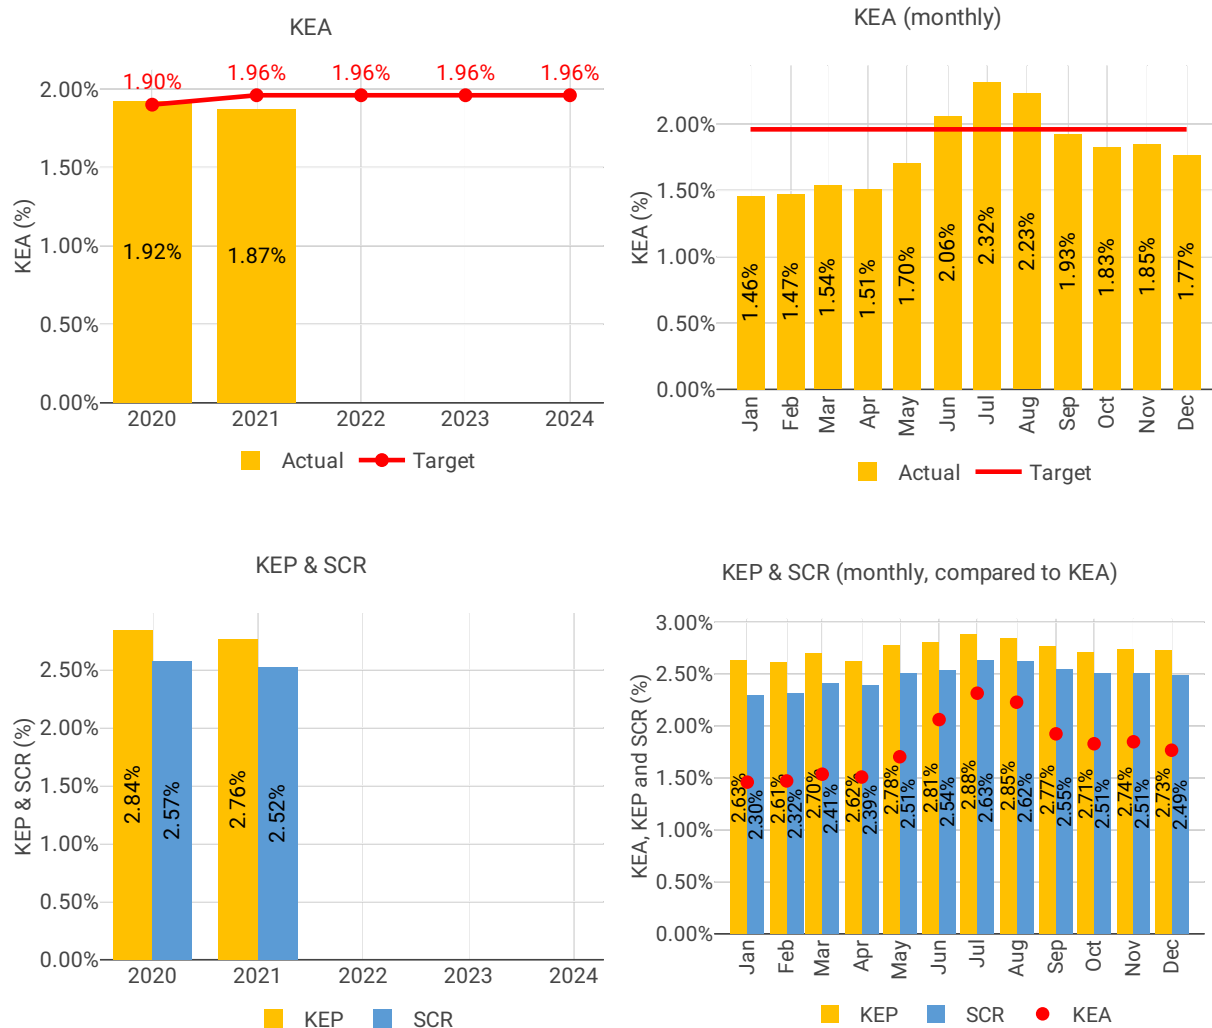 KEA
1.90% 1.96% 1.96% 1.96% 1.96%
2.00%
1.50%
1.00%
0.50%
0.00%
KEA (%)
1.92% 1.87%
2020 2021 2022 2023 2024
Actual Target
KEA (monthly)
2.00%
1.50%
1.00%
0.50%
0.00%
KEA (%)
1.46% 1.47% 1.54% 1.51% 1.70% 2.06% 2.32% 2.23% 1.93% 1.83% 1.85% 1.77%
Jan Feb Mar Apr May Jun Jul Aug Sep Oct Nov Dec
Actual Target
KEP & SCR
2.50%
2.00%
1.50%
1.00%
0.50%
0.00%
KEP & SCR (%)
2.84% 2.57% 2.76% 2.52%
2020 2021 2022 2023 2024
KEP SCR
KEP & SCR (monthly, compared to KEA)
3.00%
2.50%
2.00%
1.50%
1.00%
0.50%
0.00%
KEA, KEP and SCR (%)
2.63% 2.30% 2.61% 2.32% 2.70% 2.41% 2.62% 2.39% 2.78% 2.51% 2.81% 2.54% 2.88% 2.63% 2.85% 2.62% 2.77% 2.55% 2.71% 2.51% 2.74% 2.51% 2.73% 2.49%
Jan Feb Mar Apr May Jun Jul Aug Sep Oct Nov Dec
KEP SCR KEA